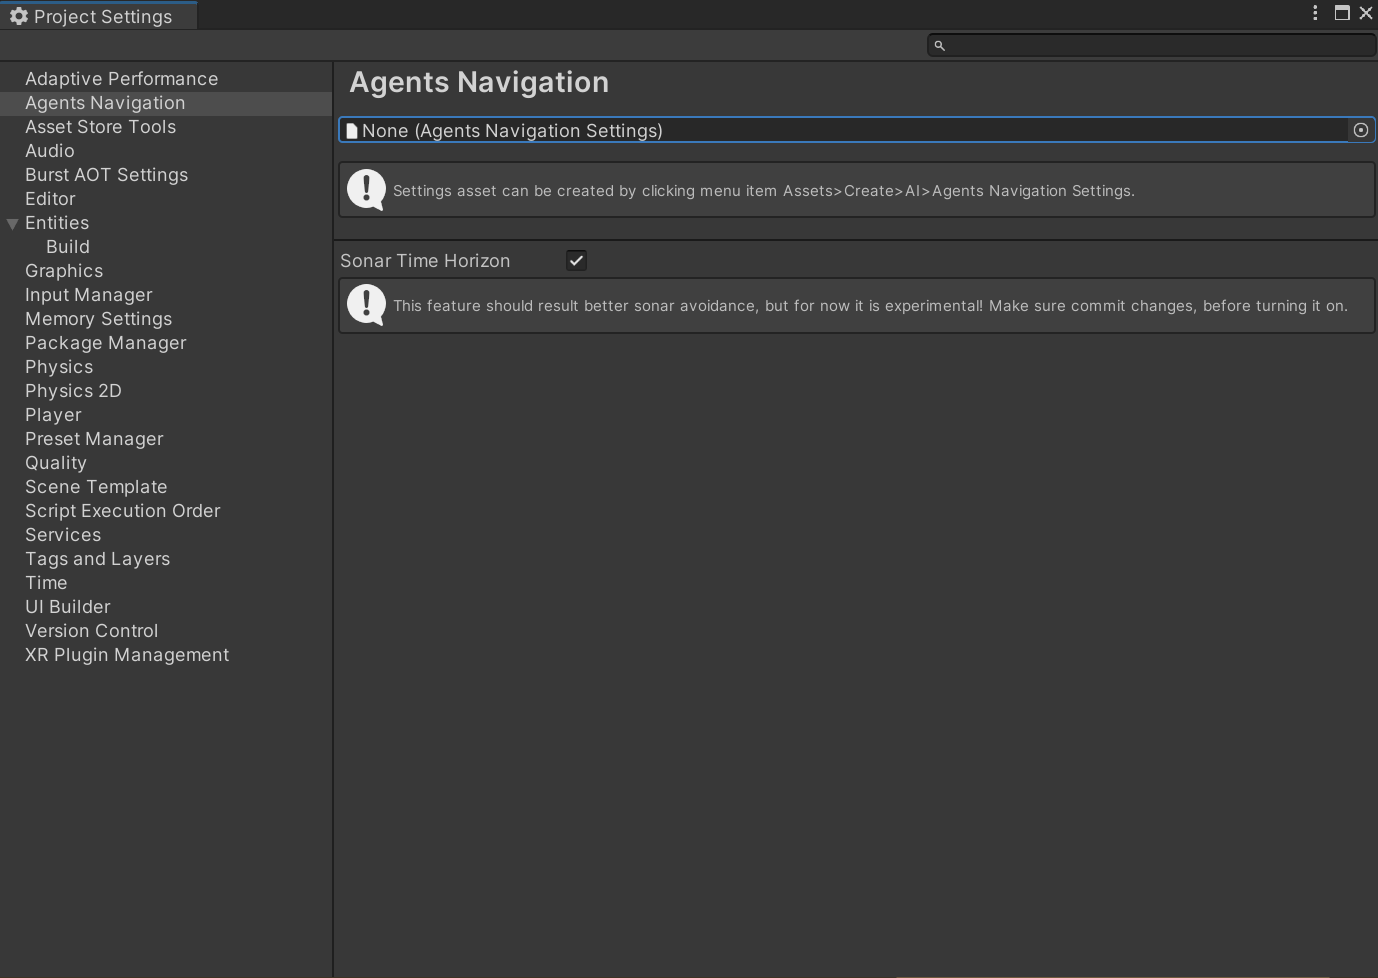 Project Settings
Adaptive Performance
Agents Navigation
Asset Store Tools
Audio
Burst AOT Settings
Editor
Entities
Build
Graphics
Input Manager
Memory Settings
Package Manager
Physics
Physics 2D
Player
Preset Manager
Quality
Scene Template
Script Execution Order
Services
Tags and Layers
Time
UI Builder
Version Control
XR Plugin Management
Agents Navigation
None (Agents Navigation Settings)
Settings asset can be created by clicking menu item Assets>Create>AI>Agents Navigation Settings.
Sonar Time Horizon
This feature should result better sonar avoidance, but for now it is experimental! Make sure commit changes, before turning it on.